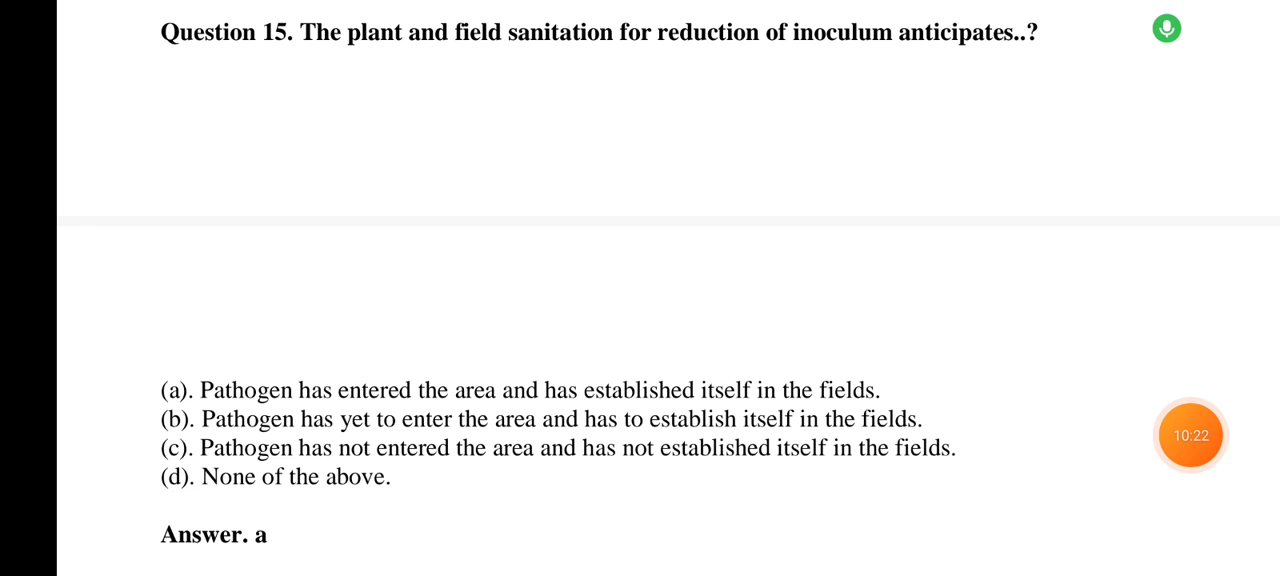 Question 15. The plant and field sanitation for reduction of inoculum anticipates..?
(a). Pathogen has entered the area and has established itself in the fields.
(b). Pathogen has yet to enter the area and has to establish itself in the fields.
(c). Pathogen has not entered the area and has not established itself in the fields.
10:22
(d). None of the above.
Answer. a